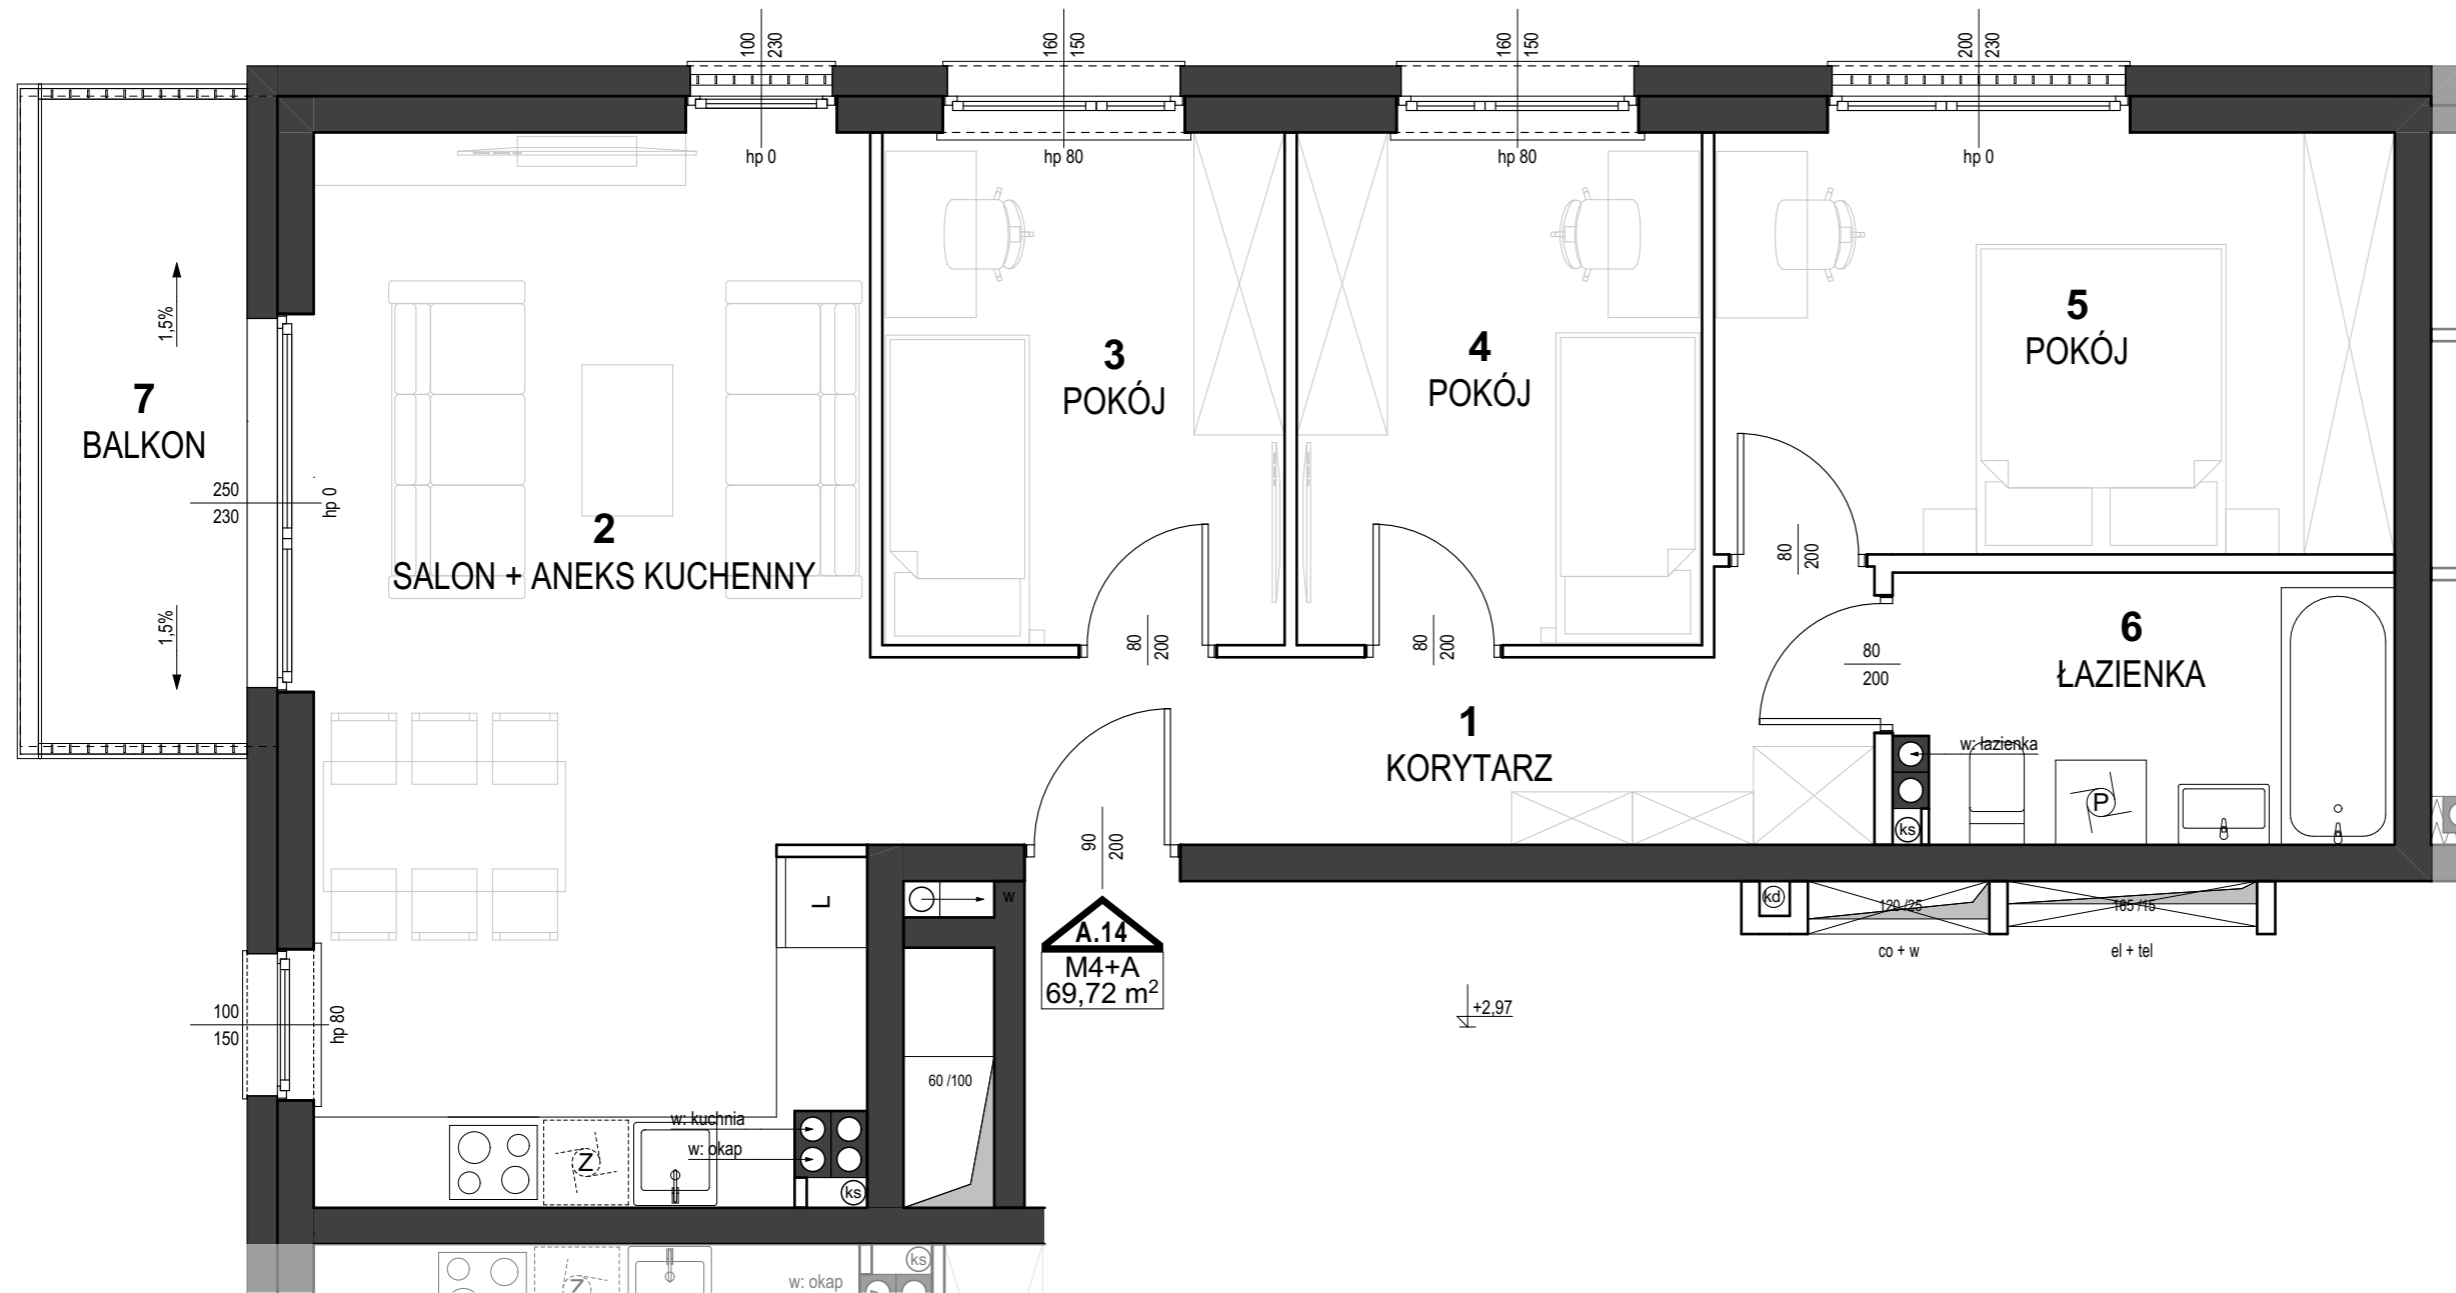 100
230
160
150
160
150
200
230
hp 0
hp 80
hp 80
hp 0
1,5%
7
BALKON
250
230
hp 0
1,5%
2
SALON + ANEKS KUCHENNY
3
POKÓJ
4
POKÓJ
5
POKÓJ
80
200
80
200
80
200
80
200
6
ŁAZIENKA
1
KORYTARZ
w: łazienka
P
ks
90
200
L
w
A.14
M4+A
69,72 m²
kd
120 /25
165 /15
co + w
el + tel
+2,97
100
150
hp 80
60 /100
w: kuchnia
w: okap
Z
ks
ks
Z
w: okap